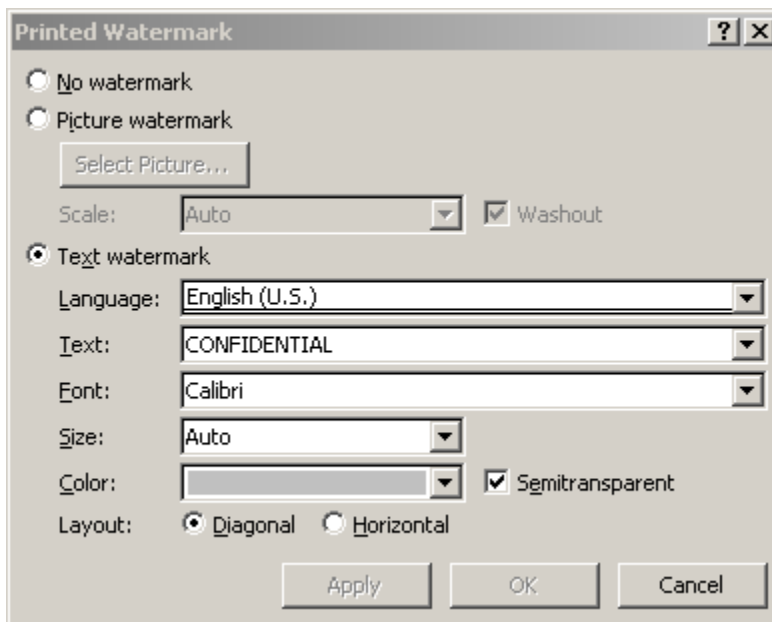 Printed Watermark
No watermark
Picture watermark
Select Picture...
Scale: Auto Washout
Text watermark
Language: English (U.S.)
Text: CONFIDENTIAL
Font: Calibri
Size: Auto
Color: Semitransparent
Layout: Diagonal Horizontal
Apply OK Cancel